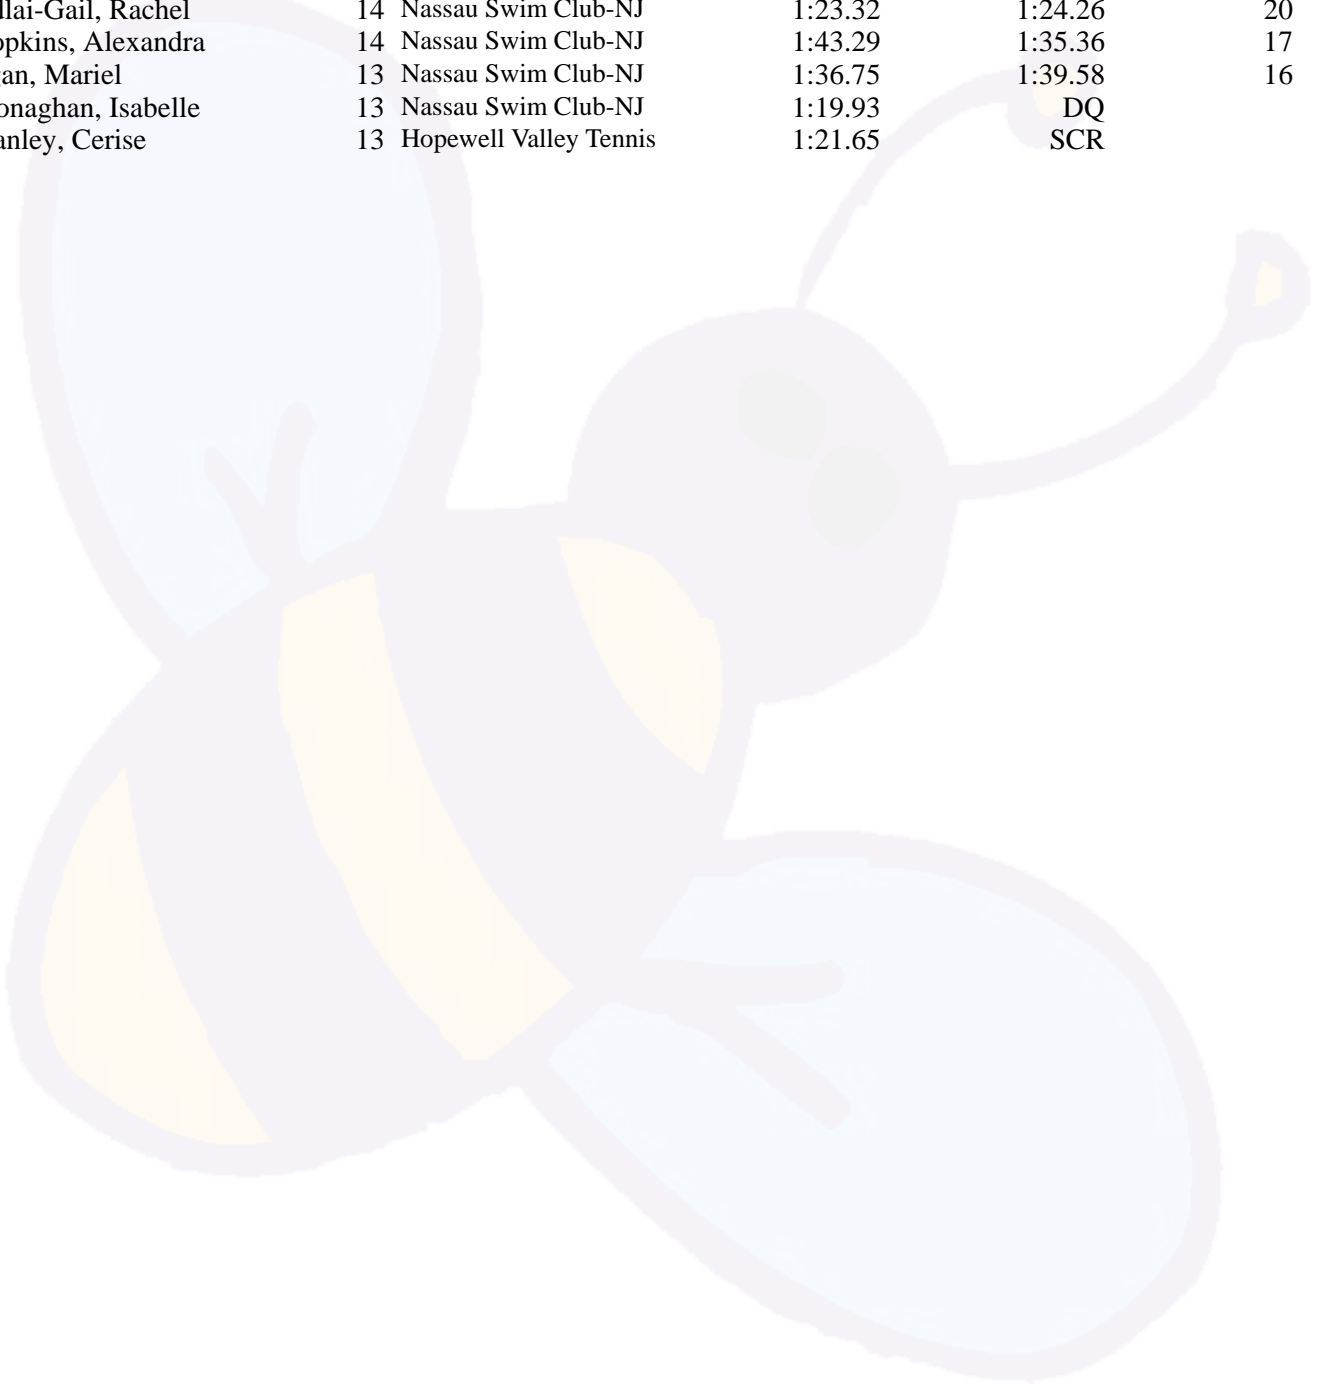 dlai-Gail, Rachel 14 Nassau Swim Club-NJ 1:23.32 1:24.26 20
opkins, Alexandra 14 Nassau Swim Club-NJ 1:43.29 1:35.36 17
gan, Mariel 13 Nassau Swim Club-NJ 1:36.75 1:39.58 16
onaghan, Isabelle 13 Nassau Swim Club-NJ 1:19.93 DQ
anley, Cerise 13 Hopewell Valley Tennis 1:21.65 SCR